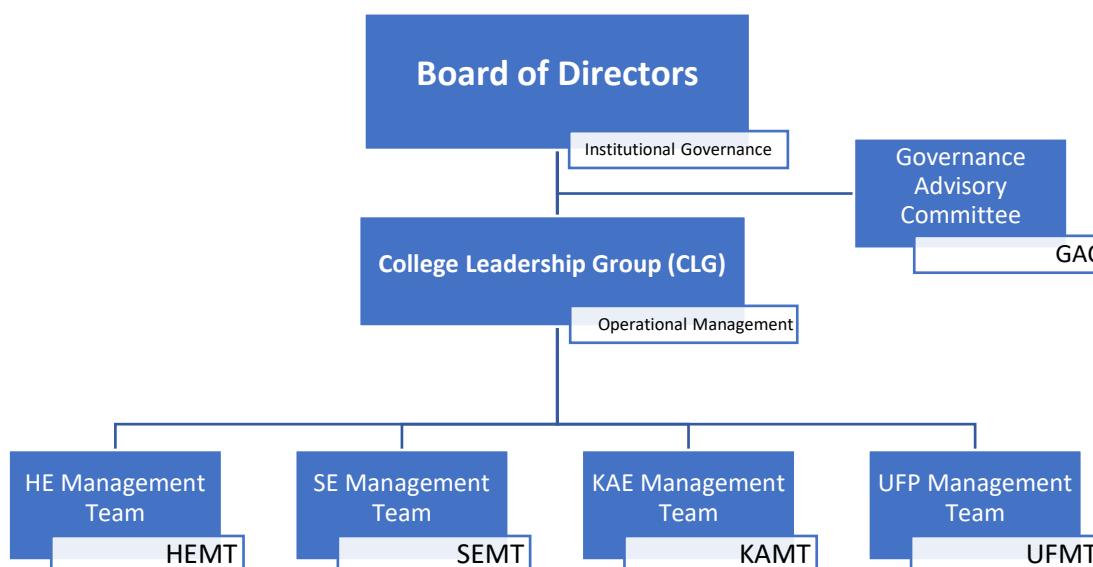 Board of Directors
Institutional Governance
Governance
Advisory
Committee
GAC
College Leadership Group (CLG)
Operational Management
HE Management
Team
HEMT
SE Management
Team
SEMT
KAE Management
Team
KAMT
UFP Management
Team
UFMT